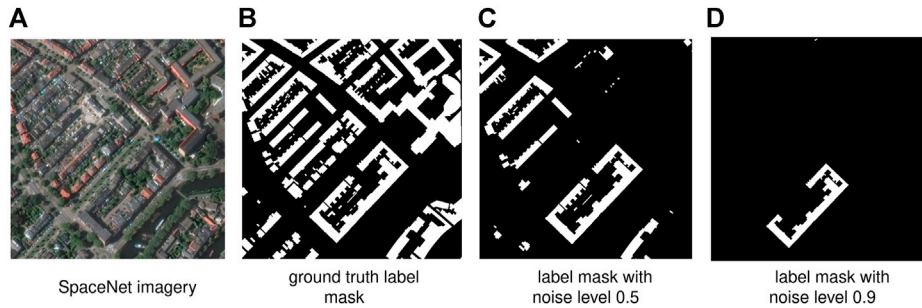 A
B
C
D
SpaceNet imagery
ground truth label
mask
label mask with
noise level 0.5
label mask with
noise level 0.9